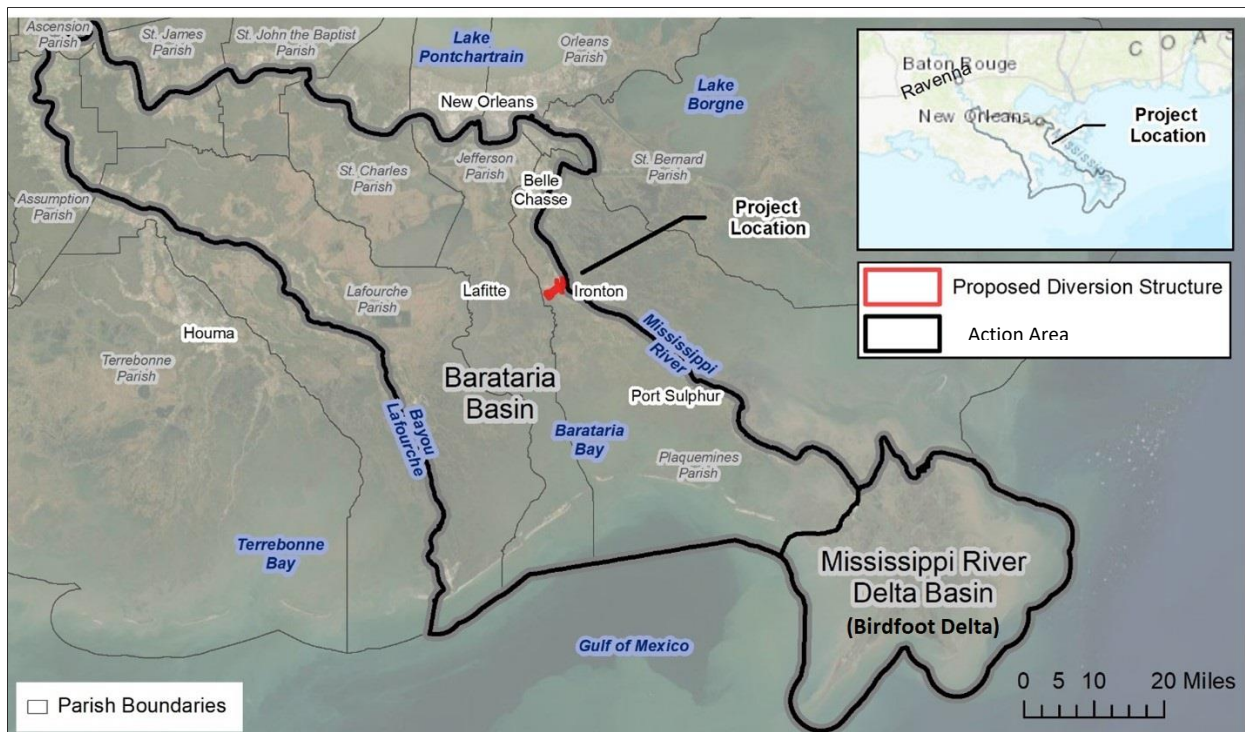 Ascension
Parish
St. James
Parish
St. John the Baptist
Parish
Lake
Pontchartrain
Orleans
Parish
Lake
Borgne
New Orleans
St. Charles
Parish
Jefferson
Parish
St. Bernard
Parish
Belle
Chasse
Assumption
Parish
Project
Location
Lafourche
Parish
Lafitte
Ironton
Houma
Terrebonne
Parish
Mississippi
River
Barataria
Basin
Port Sulphur
Bayou
Lafourche
Barataria
Bay
Plaquemines
Parish
Terrebonne
Bay
Mississippi River
Delta Basin
(Birdfoot Delta)
Gulf of Mexico
0 5 10 20 Miles
Parish Boundaries
C O A S
Baton Rouge
Ravenha
New Orleans
Project
Location
Mississipp
Proposed Diversion Structure
Action Area